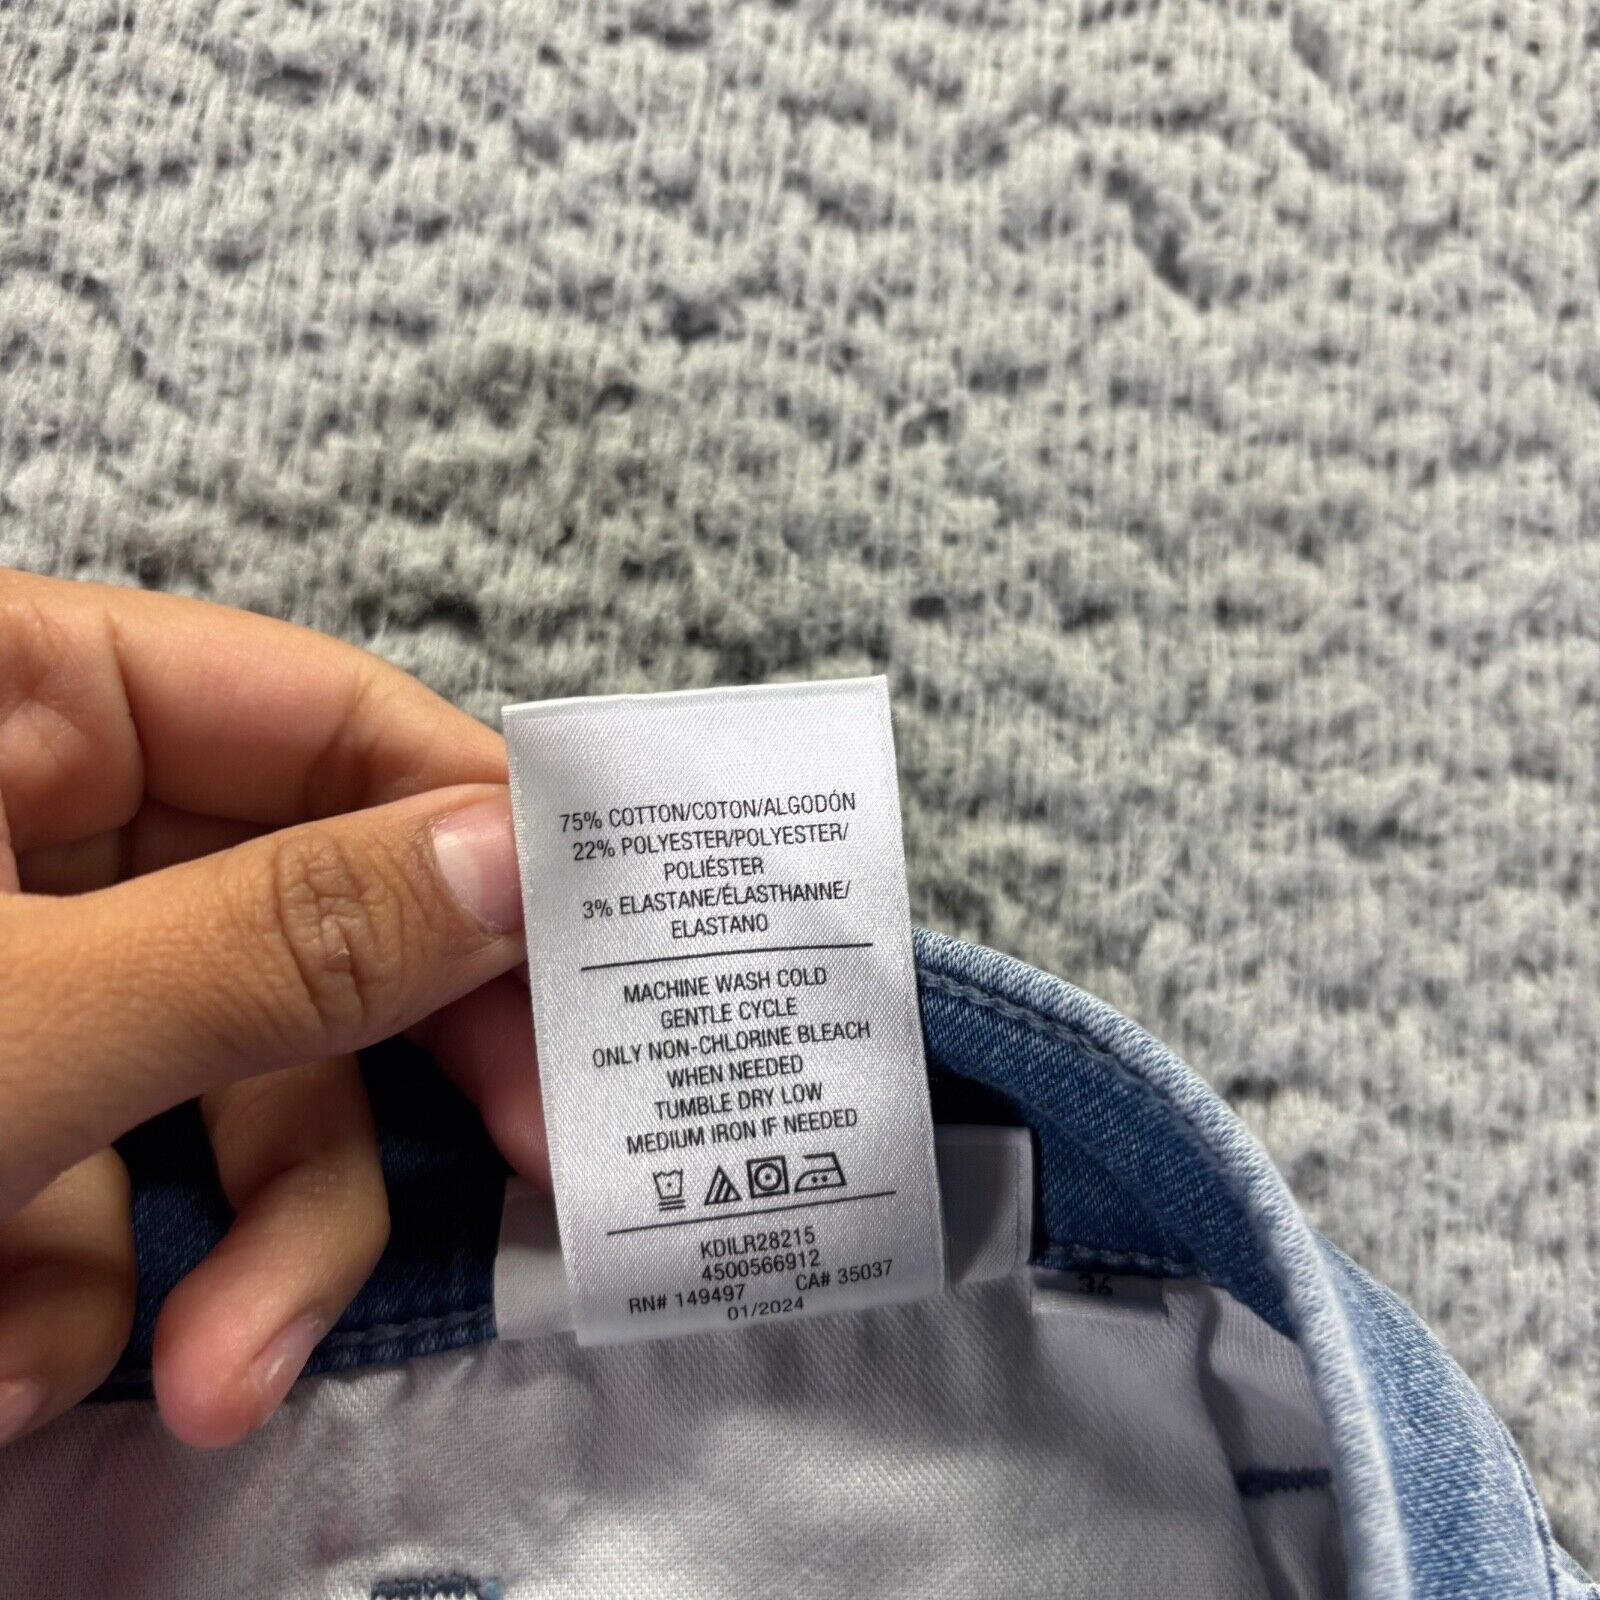 75% COTTON/COTON/ALGODÓN
22% POLYESTER/POLYESTER/
POLIÉSTER
3% ELASTANE/ÉLASTHANNE/
ELASTANO
MACHINE WASH COLD
GENTLE CYCLE
ONLY NON-CHLORINE BLEACH
WHEN NEEDED
TUMBLE DRY LOW
MEDIUM IRON IF NEEDED
KDILR28215
4500566912
RN# 149497 CA# 35037
01/2024
36